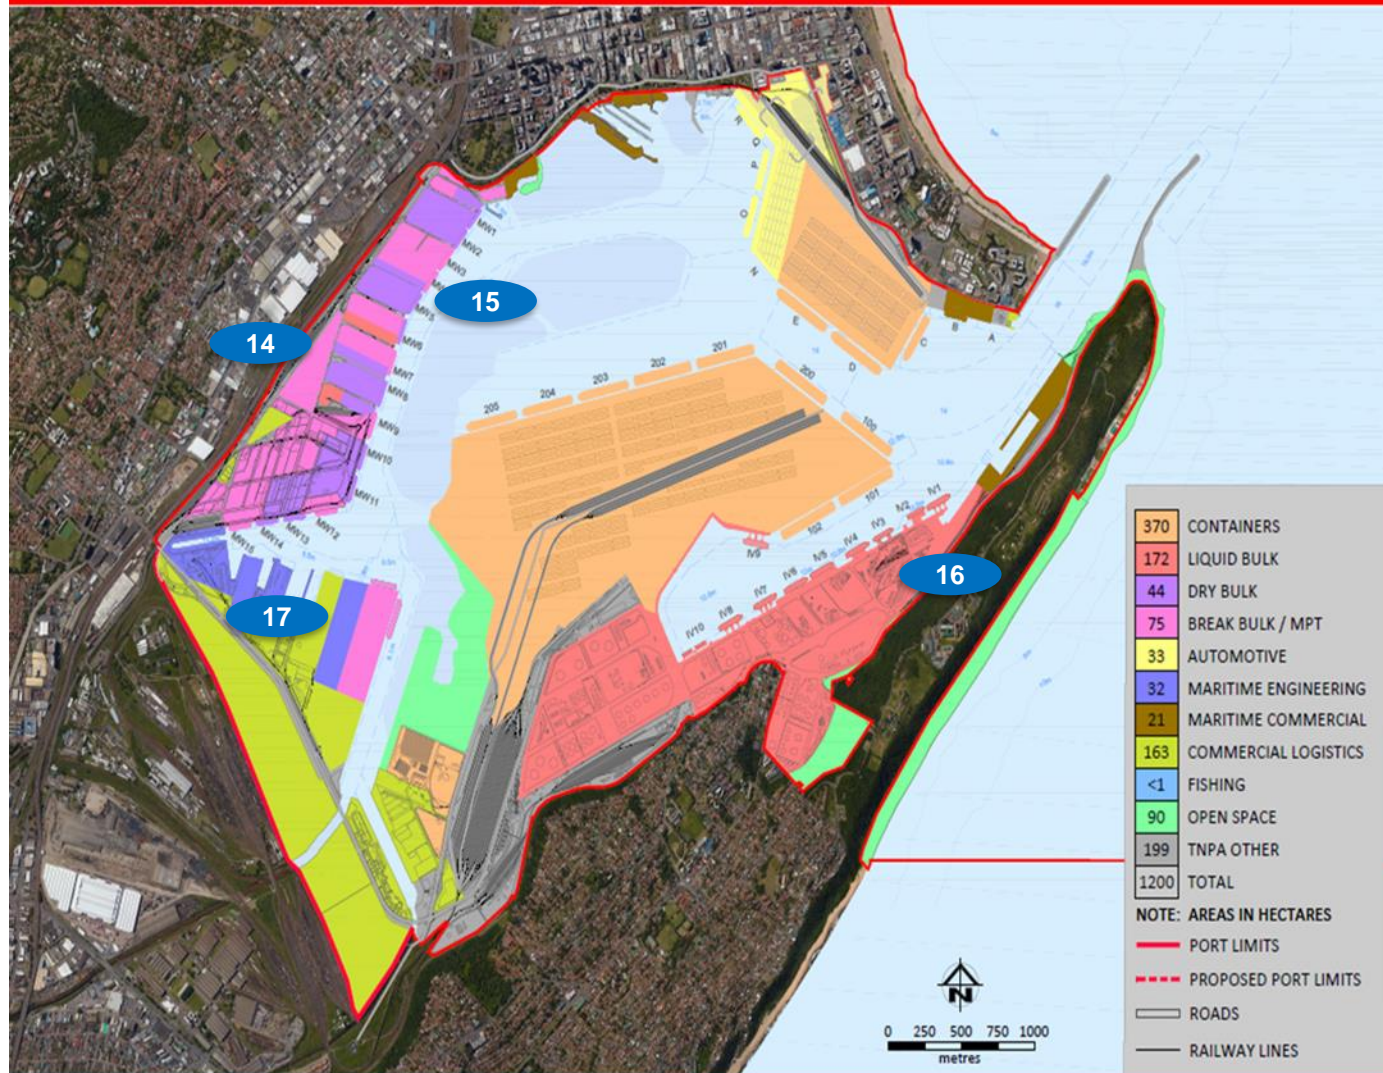 R
Q
P
O
N
MW1
MW2
MW3
15
MW5
14
MW6
MW7
MW8
MW9
MW10
MW11
MW12
MW13
MW14
MW15
17
E
D
C
B
A
205
204
203
202
201
200
100
101
102
IV1
IV2
IV3
IV4
IV5
IV6
IV7
IV8
IV9
IV10
16
370 CONTAINERS
172 LIQUID BULK
44 DRY BULK
75 BREAK BULK / MPT
33 AUTOMOTIVE
32 MARITIME ENGINEERING
21 MARITIME COMMERCIAL
163 COMMERCIAL LOGISTICS
<1 FISHING
90 OPEN SPACE
199 TNPA OTHER
1200 TOTAL
NOTE: AREAS IN HECTARES
PORT LIMITS
PROPOSED PORT LIMITS
ROADS
RAILWAY LINES
N
0 250 500 750 1000
metres